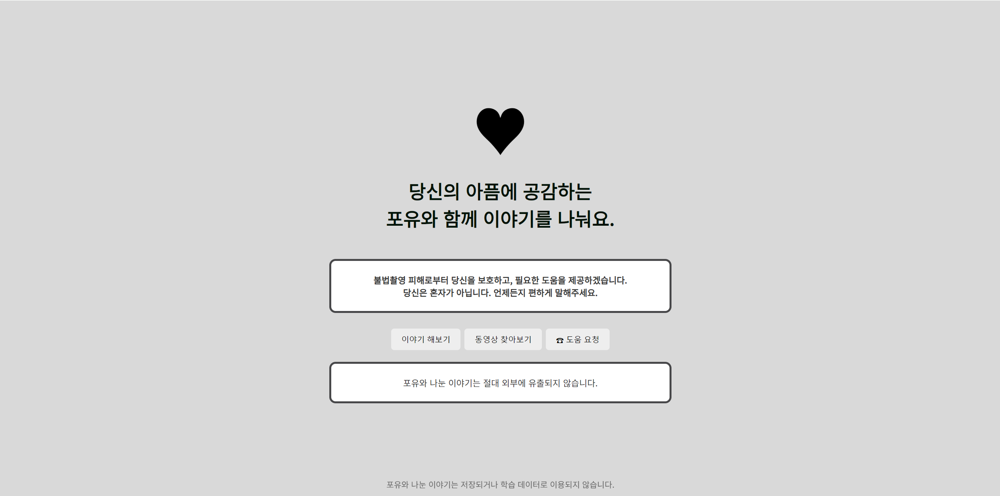 당신의 아픔에 공감하는
포유와 함께 이야기를 나눠요.
불법촬영 피해로부터 당신을 보호하고, 필요한 도움을 제공하겠습니다.
당신은 혼자가 아닙니다. 언제든지 편하게 말해주세요.
이야기 해보기
동영상 찾아보기
☎ 도움 요청
포유와 나눈 이야기는 절대 외부에 유출되지 않습니다.
포유와 나눈 이야기는 저장되거나 학습 데이터로 이용되지 않습니다.